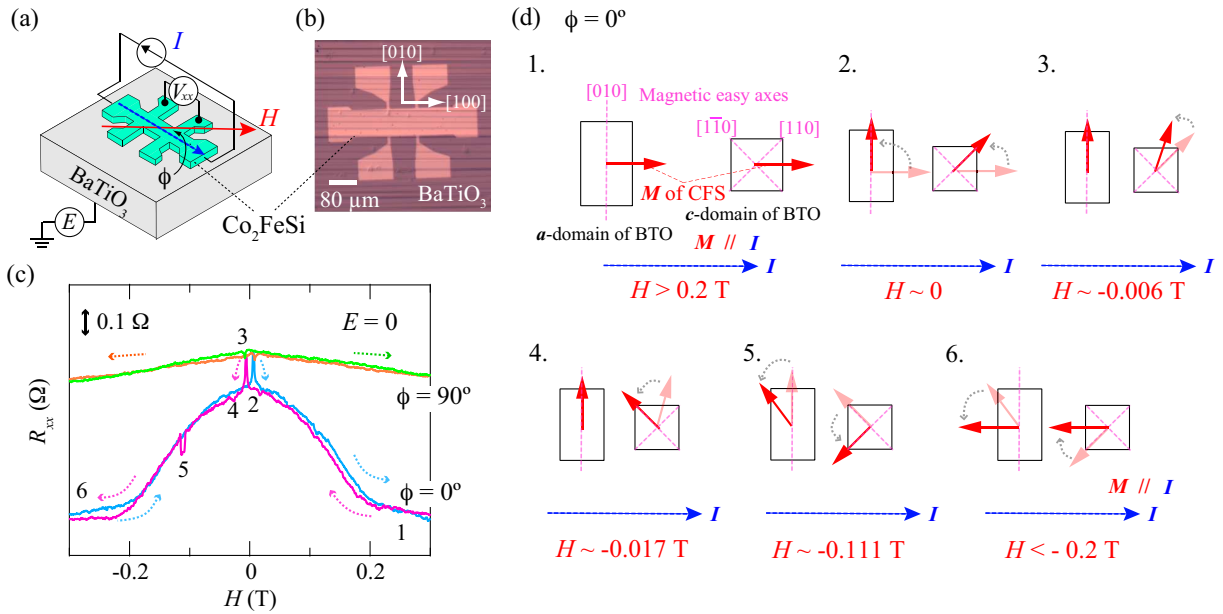 (a)
I
V_xx
H
ϕ
BaTiO₃
E
Co₂FeSi
(b)
[010]
[100]
80 µm
BaTiO₃
(c)
0.1 Ω
E = 0
3
ϕ = 90º
4
2
5
6
ϕ = 0º
1
R_xx (Ω)
-0.2
0
0.2
H (T)
(d)
ϕ = 0º
1.
[010]
Magnetic easy axes
[11̄0]
[110]
M of CFS
c-domain of BTO
a-domain of BTO
M // I
I
H > 0.2 T
2.
I
H ~ 0
3.
I
H ~ -0.006 T
4.
I
H ~ -0.017 T
5.
I
H ~ -0.111 T
6.
M // I
I
H < - 0.2 T